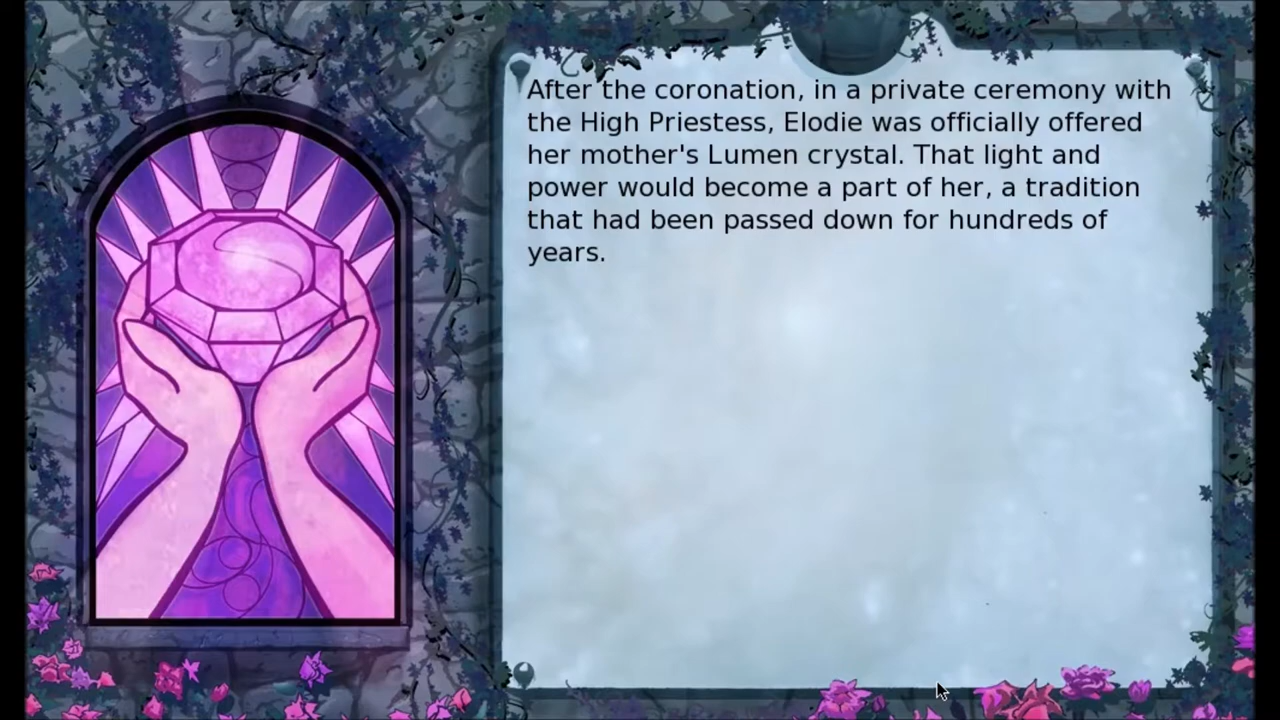 After the coronation, in a private ceremony with
the High Priestess, Elodie was officially offered
her mother's Lumen crystal. That light and
power would become a part of her, a tradition
that had been passed down for hundreds of
years.